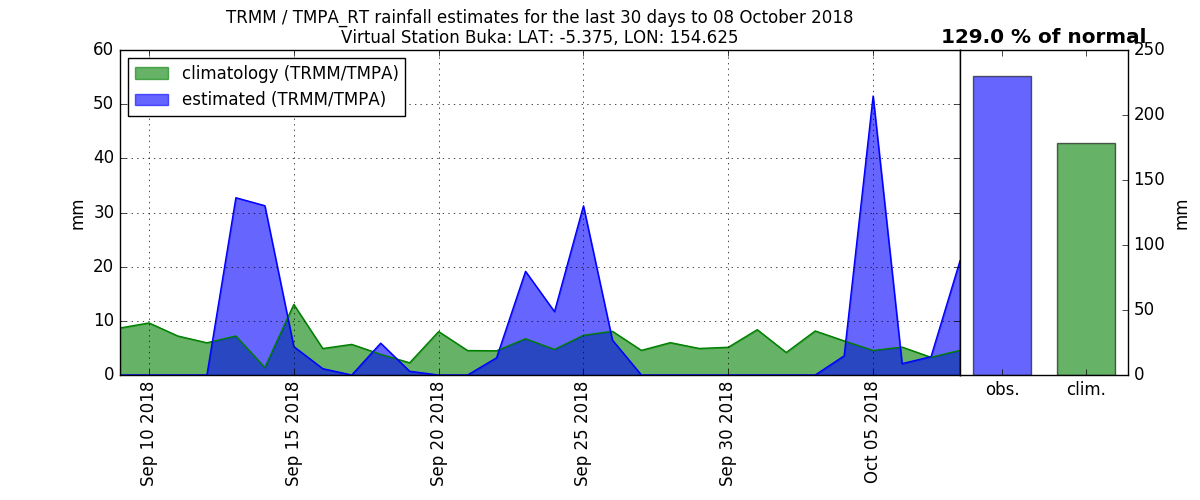 TRMM / TMPA_RT rainfall estimates for the last 30 days to 08 October 2018
Virtual Station Buka: LAT: -5.375, LON: 154.625
129.0 % of normal
climatology (TRMM/TMPA)
estimated (TRMM/TMPA)
60
50
40
30
20
10
0
mm
Sep 10 2018
Sep 15 2018
Sep 20 2018
Sep 25 2018
Sep 30 2018
Oct 05 2018
obs.
clim.
250
200
150
100
50
0
mm